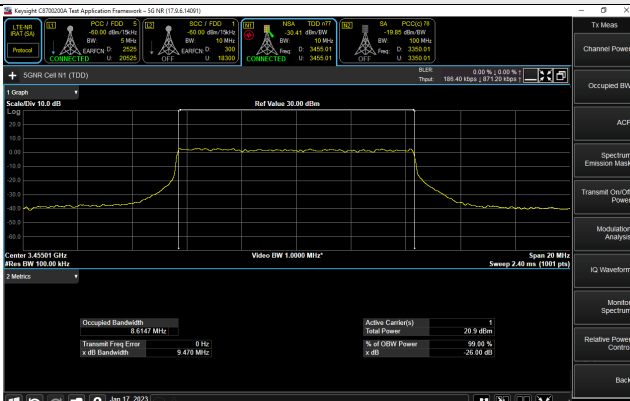 Keysight C8700200A Test Application Framework – 5G NR (17.9.6.14091)
LTE-NR
IRAT (SA)
Protocol
L1 PCC / FDD 5
-60.00 dBm/15kHz
BW: 5 MHz
EARFCN D: 2525
CONNECTED U: 20525
L2 SCC / FDD 1
-60.00 dBm/15kHz
BW: 10 MHz
EARFCN D: 300
OFF U: 18300
N1 NSA TDD n77
-30.41 dBm/BW
BW: 10 MHz
Freq: D: 3455.01
CONNECTED U: 3455.01
N2 SA PCC(c) 78
-19.85 dBm/BW
BW: 100 MHz
Freq: D: 3350.01
OFF U: 3350.01
Tx Meas
Channel Power
Occupied BW
ACP
Spectrum
Emission Mask
Transmit On/Off
Power
Modulation
Analysis
IQ Waveform
Monitor
Spectrum
Relative Power
Control
Back
5GNR Cell N1 (TDD)
BLER: 0.00 % ↓ 0.00 % ↑
Thput: 186.40 kbps ↓ 871.20 kbps ↑
1 Graph
Scale/Div 10.0 dB Ref Value 30.00 dBm
Log
20.0
10.0
0.00
-10.0
-20.0
-30.0
-40.0
-50.0
-60.0
Center 3.45501 GHz Video BW 1.0000 MHz* Span 20 MHz
#Res BW 100.00 kHz Sweep 2.40 ms (1001 pts)
2 Metrics
Occupied Bandwidth
8.6147 MHz
Transmit Freq Error 0 Hz
x dB Bandwidth 9.470 MHz
Active Carrier(s) 1
Total Power 20.9 dBm
% of OBW Power 99.00 %
x dB -26.00 dB
Jan 17, 2023